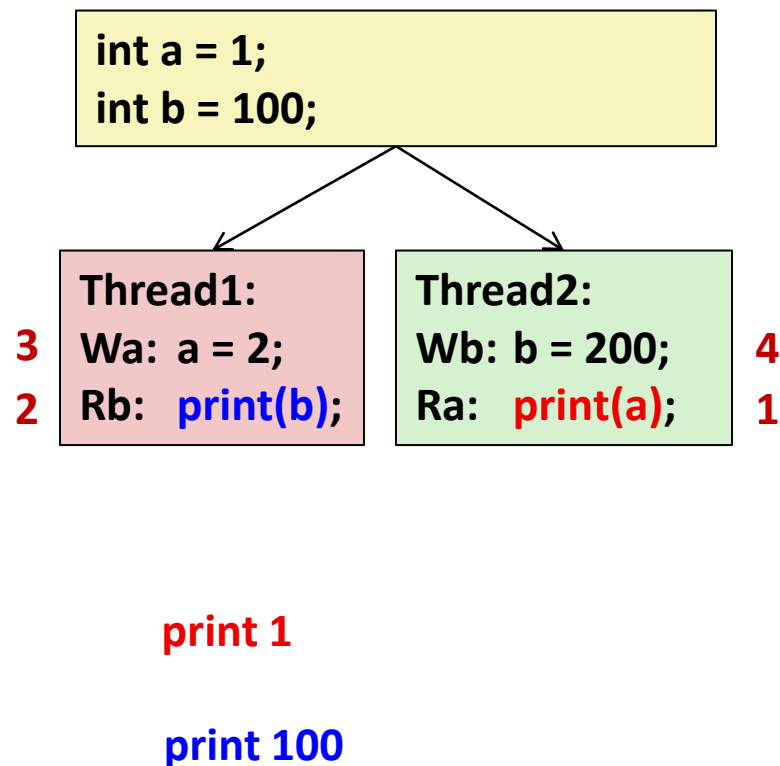 int a = 1;
int b = 100;
Thread1:
3 Wa: a = 2;
2 Rb: print(b);
Thread2:
Wb: b = 200; 4
Ra: print(a); 1
print 1
print 100